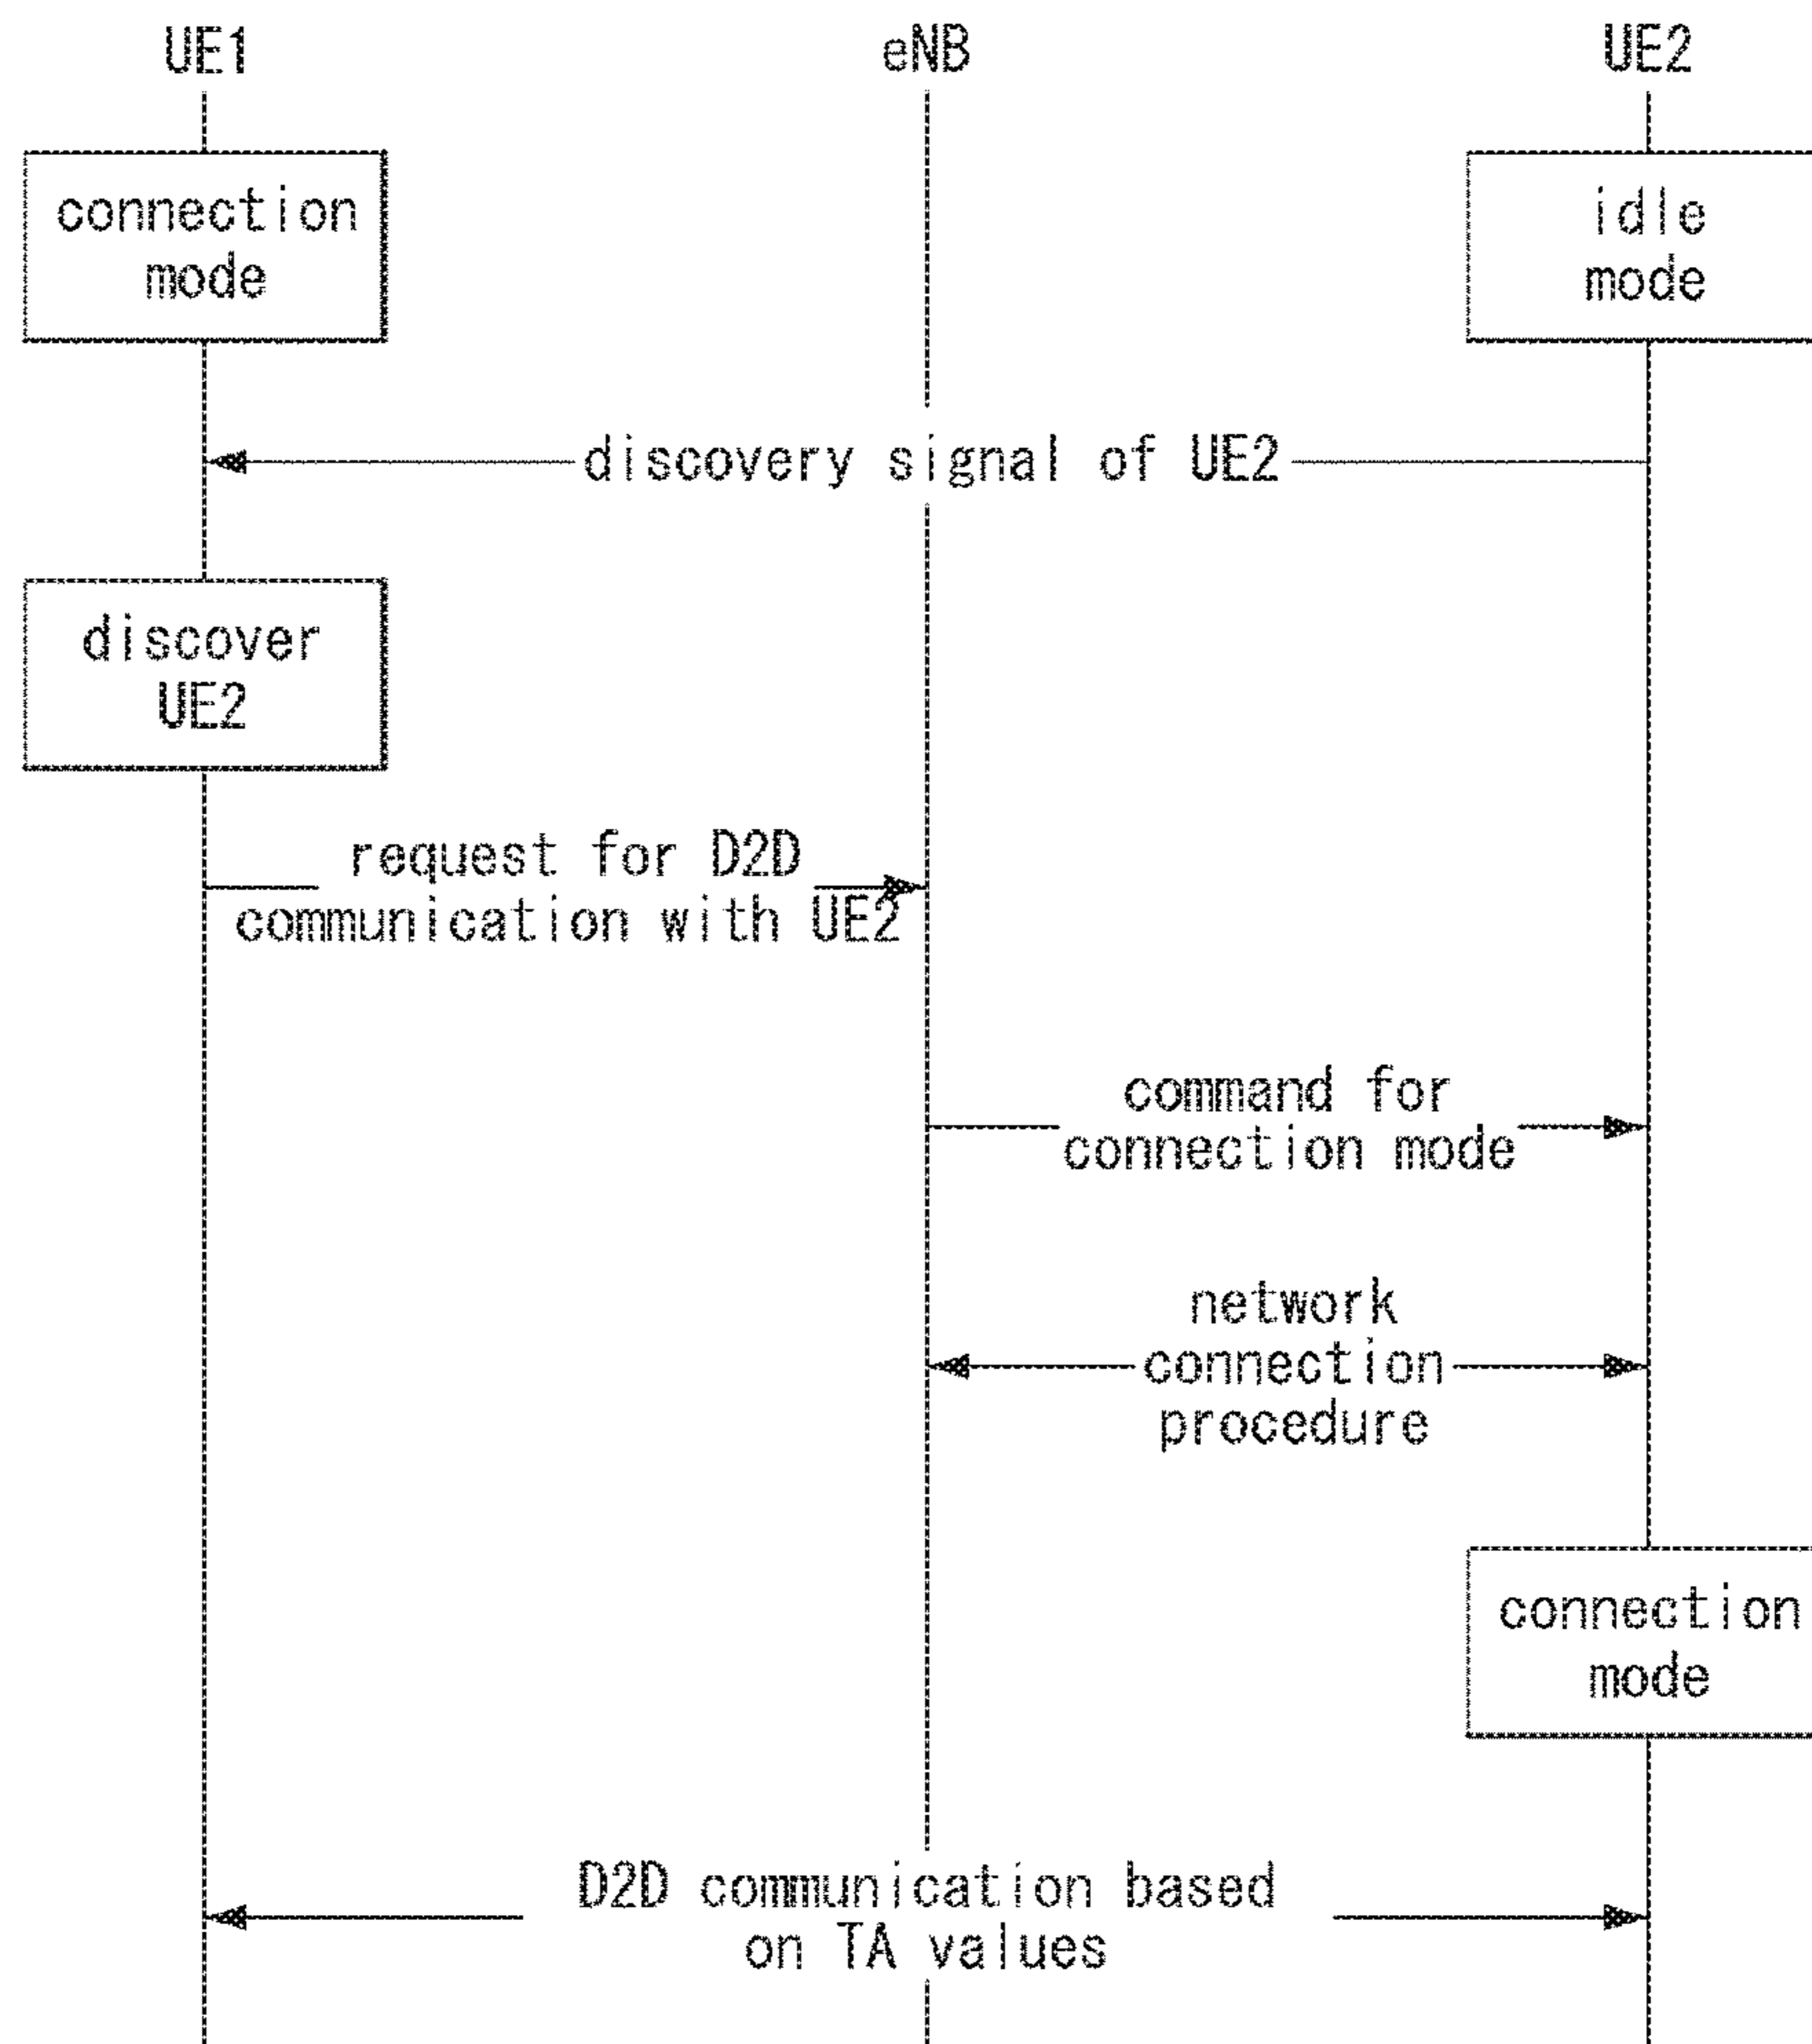 UE1
eNB
UE2
connection
mode
idle
mode
discovery signal of UE2
discover
UE2
request for D2D
communication with UE2
command for
connection mode
network
connection
procedure
connection
mode
D2D communication based
on TA values